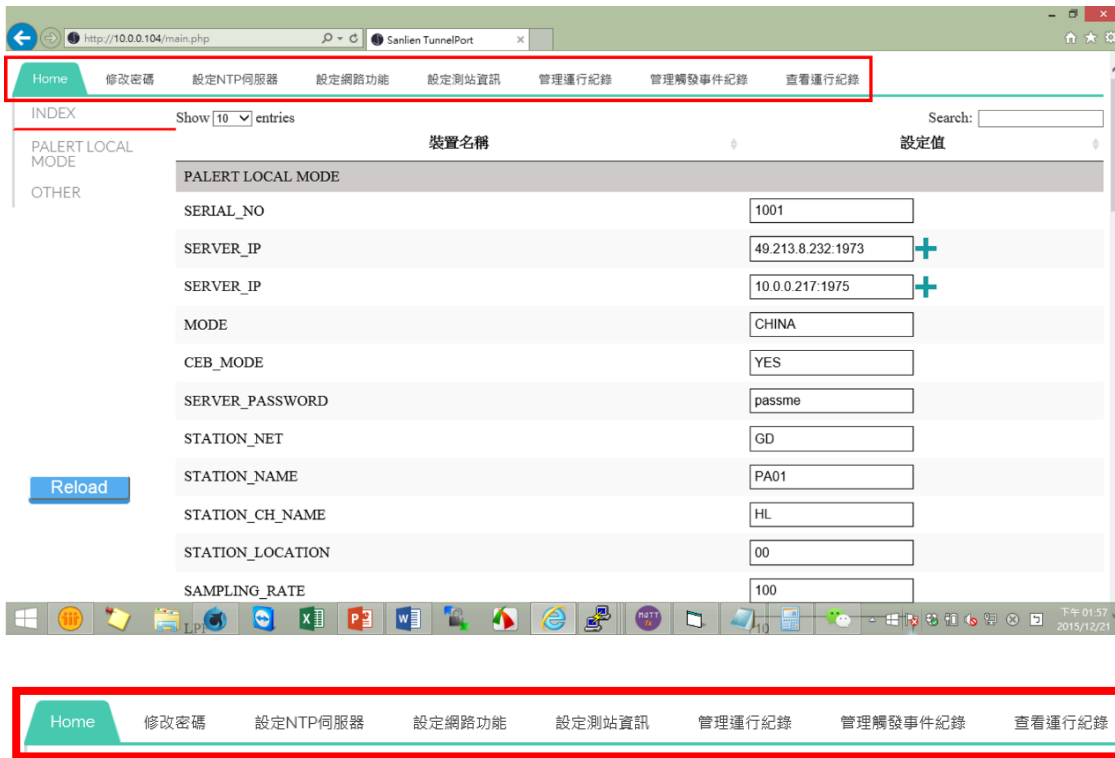 http://10.0.0.104/main.php
Sanlien TunnelPort
Home 修改密碼 設定NTP伺服器 設定網路功能 設定測站資訊 管理運行紀錄 管理觸發事件紀錄 查看運行紀錄
INDEX
PALERT LOCAL
MODE
OTHER
Reload
Show 10 entries
Search:
裝置名稱 設定值
PALERT LOCAL MODE
SERIAL_NO 1001
SERVER_IP 49.213.8.232:1973
SERVER_IP 10.0.0.217:1975
MODE CHINA
CEB_MODE YES
SERVER_PASSWORD passme
STATION_NET GD
STATION_NAME PA01
STATION_CH_NAME HL
STATION_LOCATION 00
SAMPLING_RATE 100
10
下午 01:57
2015/12/21
Home 修改密碼 設定NTP伺服器 設定網路功能 設定測站資訊 管理運行紀錄 管理觸發事件紀錄 查看運行紀錄